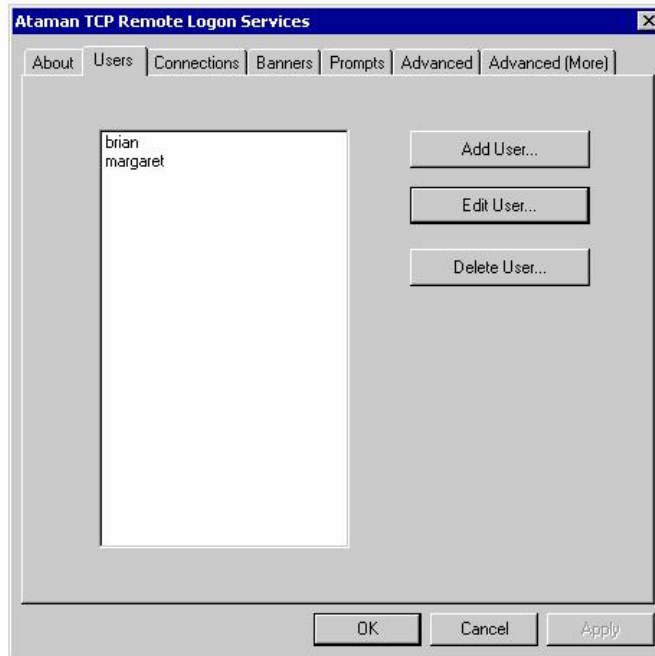 Ataman TCP Remote Logon Services
About Users Connections Banners Prompts Advanced Advanced (More)
brian
margaret
Add User...
Edit User...
Delete User...
OK Cancel Apply